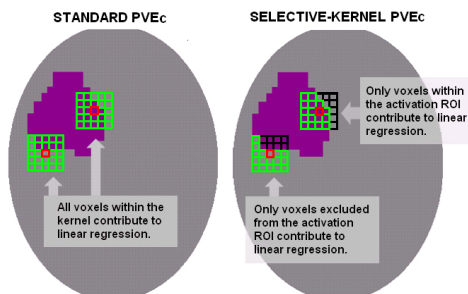 STANDARD PVEc
SELECTIVE-KERNEL PVEc
Only voxels within
the activation ROI
contribute to linear
regression.
All voxels within the
kernel contribute to
linear regression.
Only voxels excluded
from the activation
ROI contribute to
linear regression.